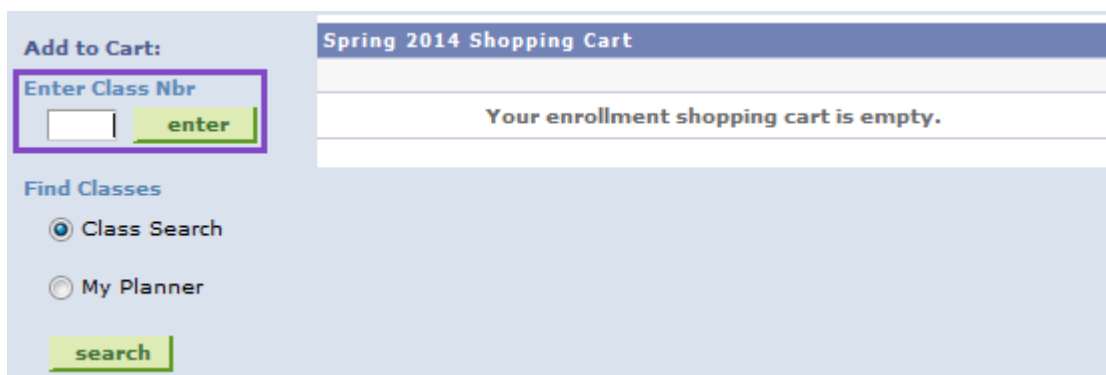 Add to Cart:
Enter Class Nbr
enter
Find Classes
Class Search
My Planner
search
Spring 2014 Shopping Cart
Your enrollment shopping cart is empty.